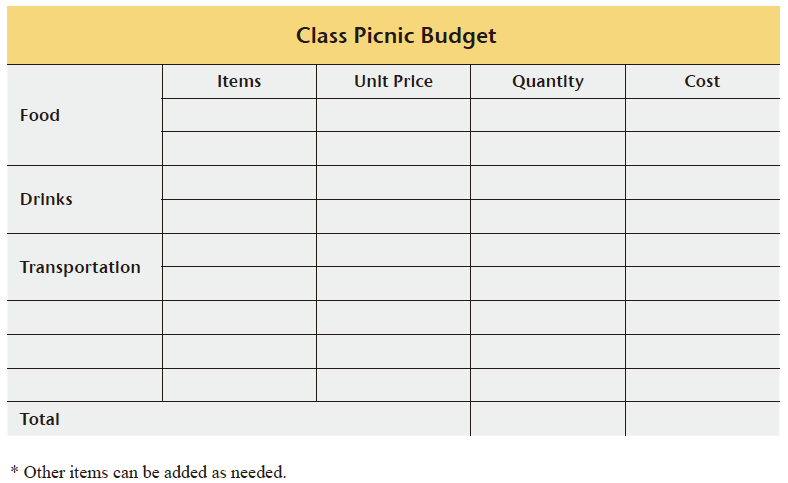 Class Picnic Budget
Items Unit Price Quantity Cost
Food
Drinks
Transportation
Total
* Other items can be added as needed.